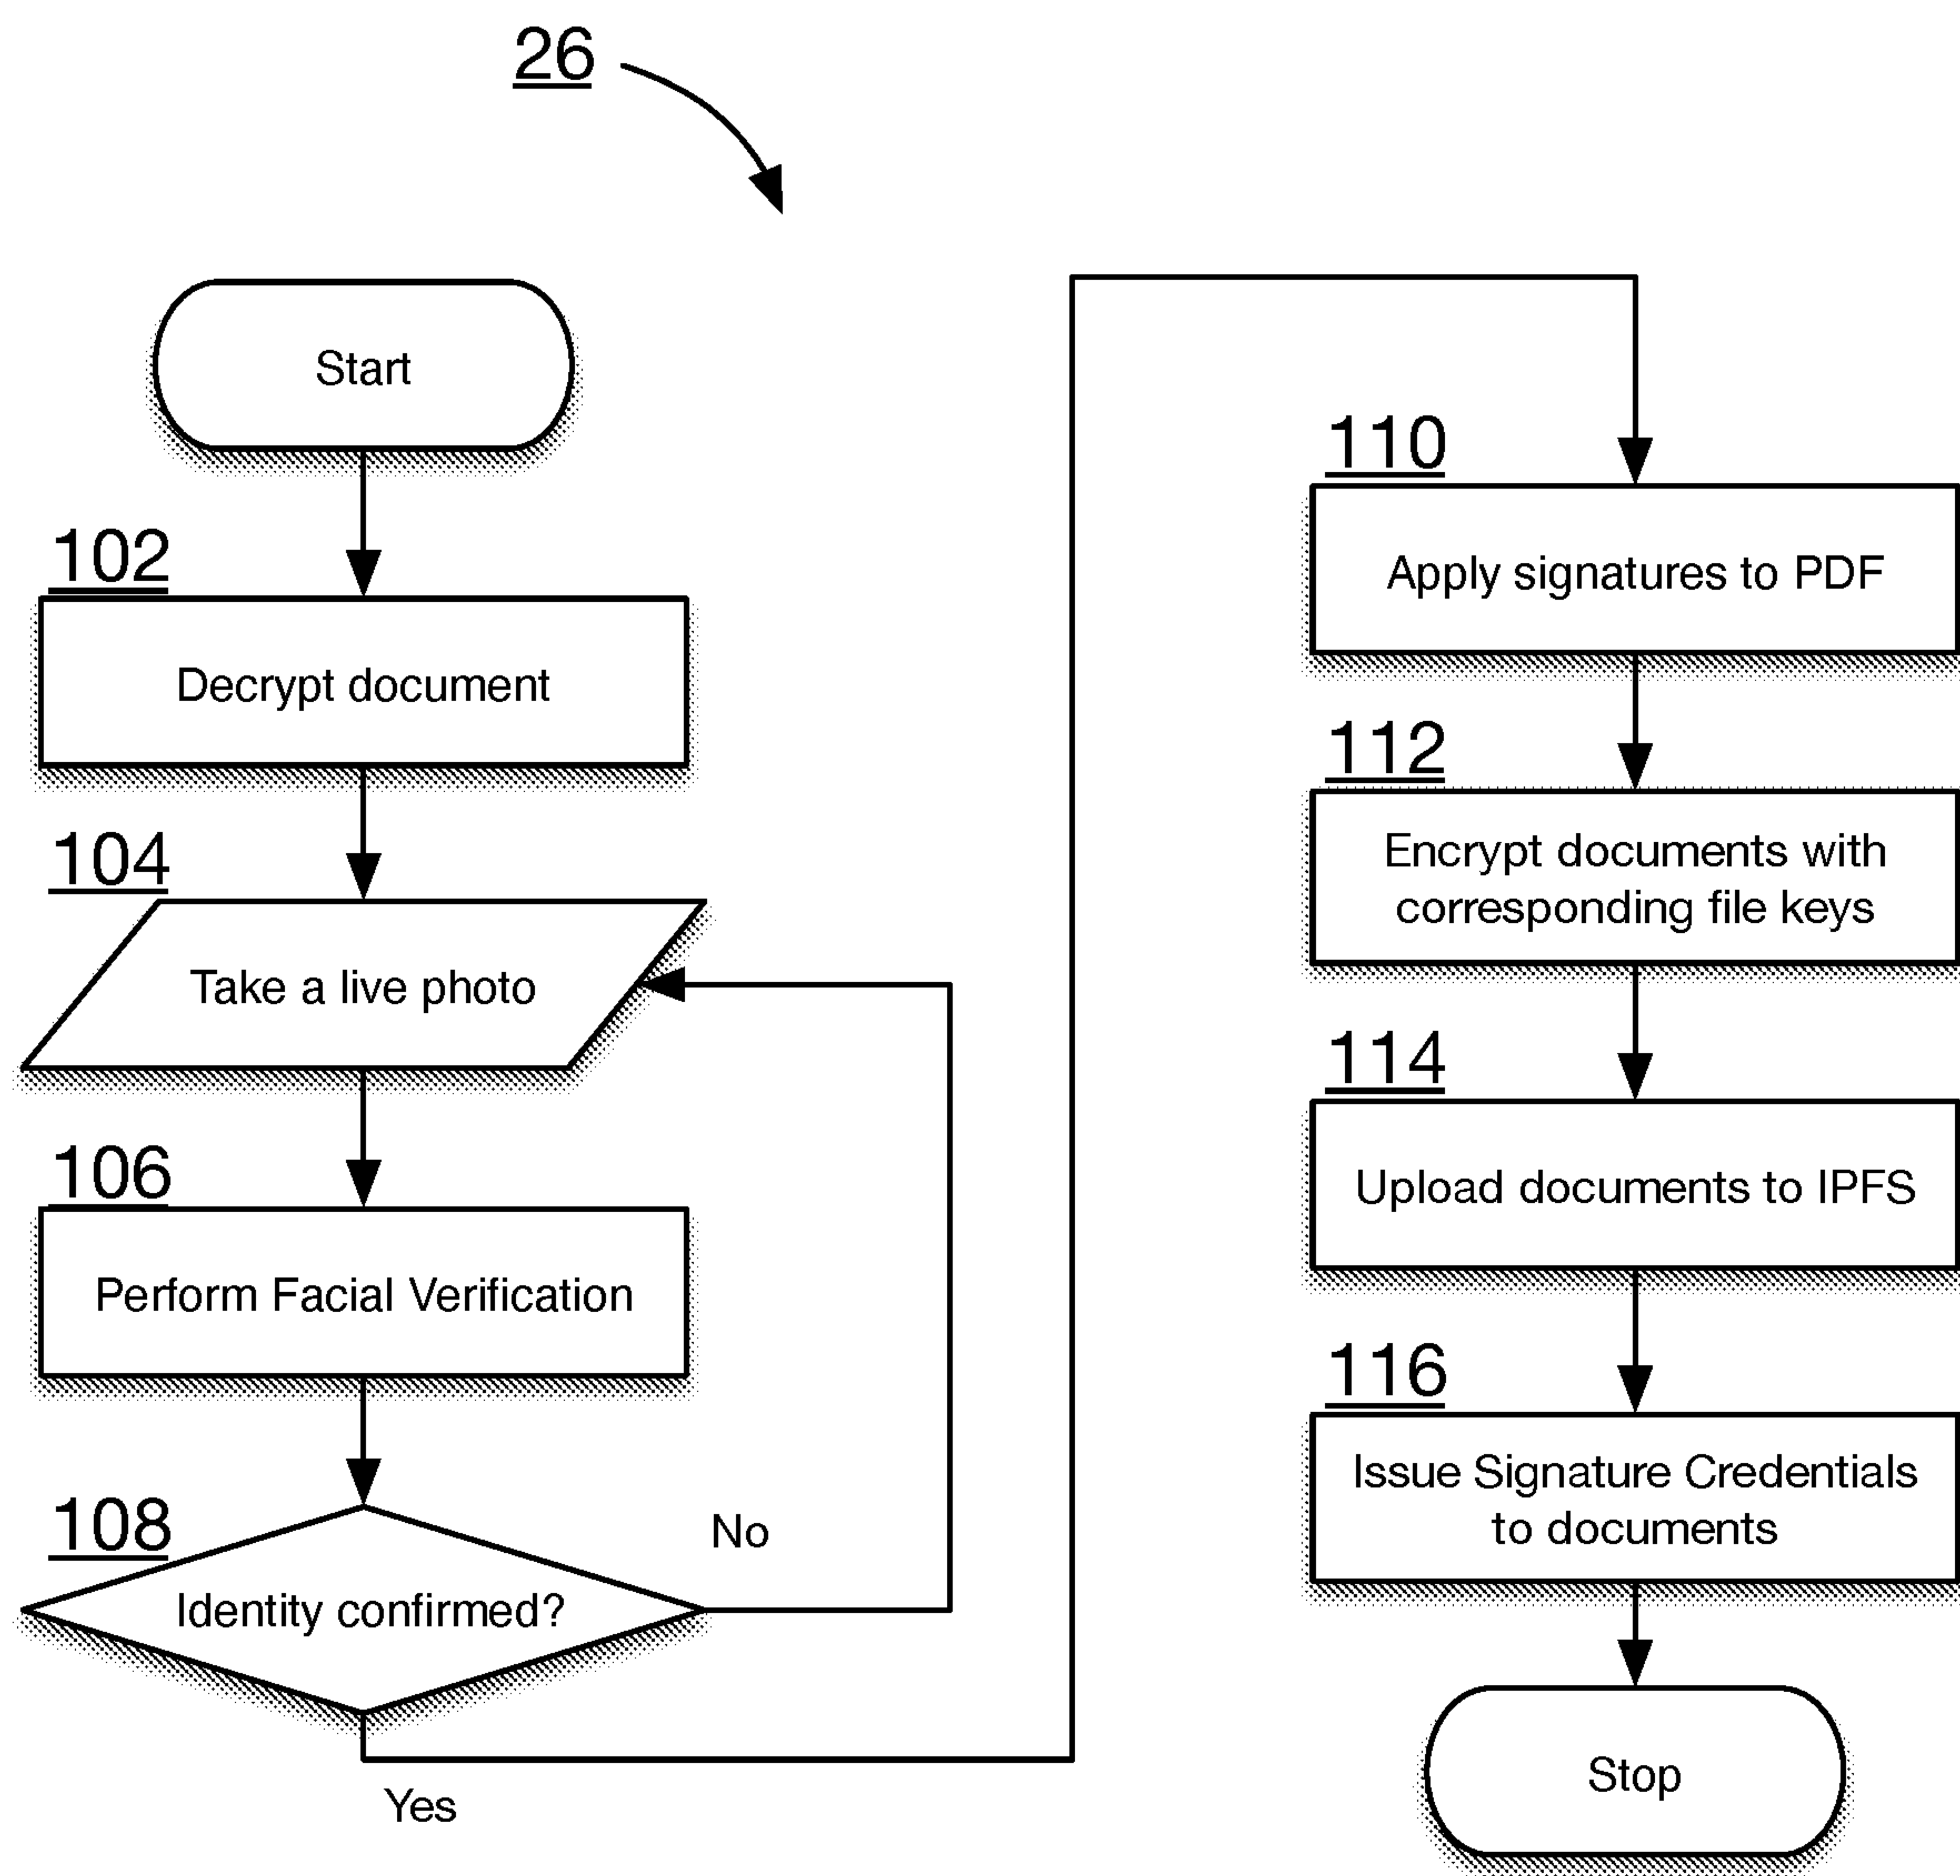 26
Start
102
Decrypt document
104
Take a live photo
106
Perform Facial Verification
108
Identity confirmed?
No
Yes
110
Apply signatures to PDF
112
Encrypt documents with
corresponding file keys
114
Upload documents to IPFS
116
Issue Signature Credentials
to documents
Stop